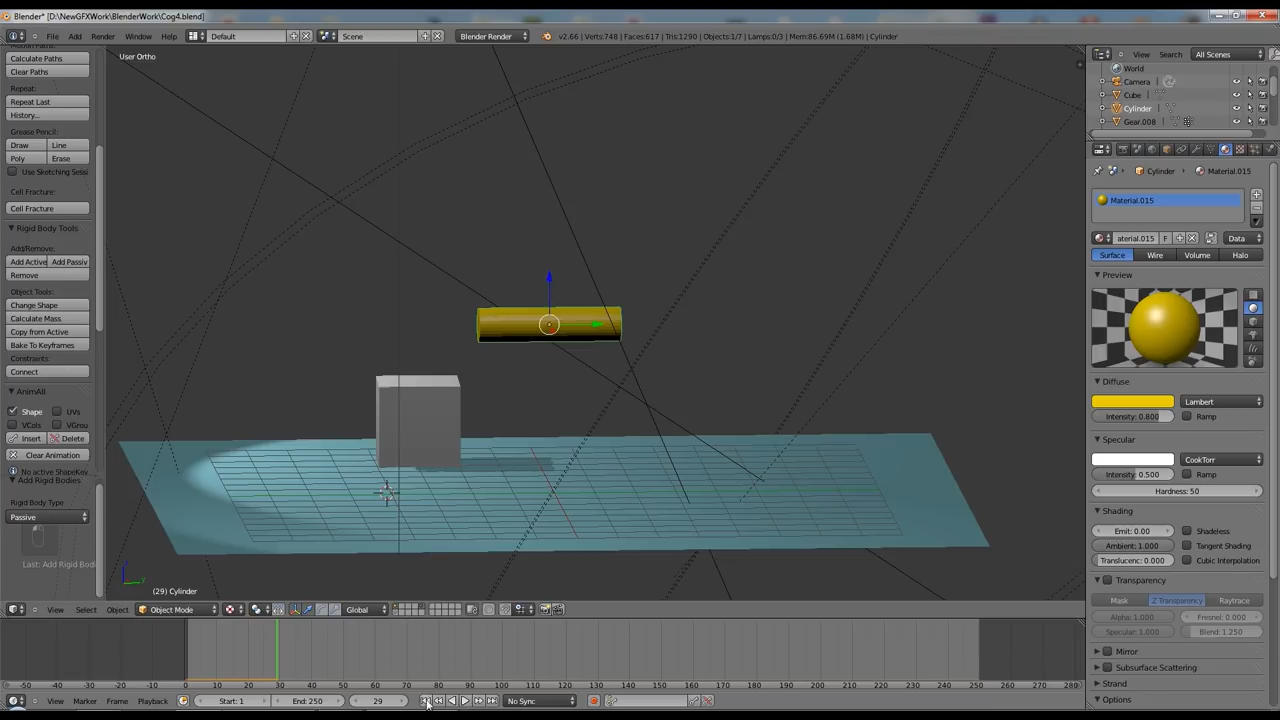 Blender* [D:\NewGFXWork\BlenderWork\Cog4.blend]
File Add Render Window Help Default Scene Blender Render v2.66 | Verts:748 | Faces:617 | Tris:1290 | Objects:1/7 | Lamps:0/3 | Mem:86.69M (1.68M) | Cylinder View Search All Scenes
User Ortho
Calculate Paths
Clear Paths
Repeat:
Repeat Last
History...
Grease Pencil:
Draw Line
Poly Erase
Use Sketching Sessi
Cell Fracture:
Cell Fracture
Rigid Body Tools
Add/Remove:
Add Active Add Passiv
Remove
Object Tools:
Change Shape
Calculate Mass
Copy from Active
Bake To Keyframes
Constraints:
Connect
AnimAll
Shape UVs
VCols VGrou
Insert Delete
Clear Animation
No active ShapeKey
Add Rigid Bodies
Rigid Body Type
Passive
Last: Add Rigid Bodi
z
y
(29) Cylinder
View Select Object Object Mode Global
-50 -40 -30 -20 -10 0 10 20 30 40 50 60 70 80 90 100 110 120 130 140 150 160 170 180 190 200 210 220 230 240 250 260 270 280
View Marker Frame Playback Start: 1 End: 250 29 No Sync
World
Camera
Cube
Cylinder
Gear.008
Cylinder Material.015
Material.015
aterial.015 F Data
Surface Wire Volume Halo
Preview
Diffuse
Lambert
Intensity: 0.800 Ramp
Specular
CookTorr
Intensity: 0.500 Ramp
Hardness: 50
Shading
Emit: 0.00 Shadeless
Ambient: 1.000 Tangent Shading
Translucenc: 0.000 Cubic Interpolation
Transparency
Mask Z Transparency Raytrace
Alpha: 1.000 Fresnel: 0.000
Specular: 1.000 Blend: 1.250
Mirror
Subsurface Scattering
Strand
Options